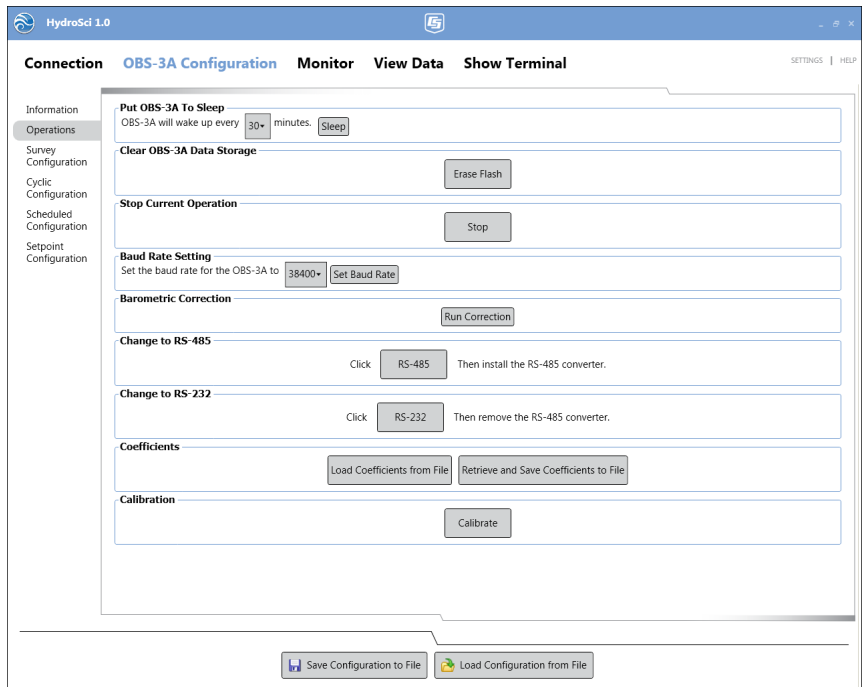 HydroSci 1.0
Connection OBS-3A Configuration Monitor View Data Show Terminal
SETTINGS | HELP
Information
Operations
Survey
Configuration
Cyclic
Configuration
Scheduled
Configuration
Setpoint
Configuration
Put OBS-3A To Sleep
OBS-3A will wake up every 30 minutes. Sleep
Clear OBS-3A Data Storage
Erase Flash
Stop Current Operation
Stop
Baud Rate Setting
Set the baud rate for the OBS-3A to 38400 Set Baud Rate
Barometric Correction
Run Correction
Change to RS-485
Click RS-485 Then install the RS-485 converter.
Change to RS-232
Click RS-232 Then remove the RS-485 converter.
Coefficients
Load Coefficients from File Retrieve and Save Coefficients to File
Calibration
Calibrate
Save Configuration to File Load Configuration from File